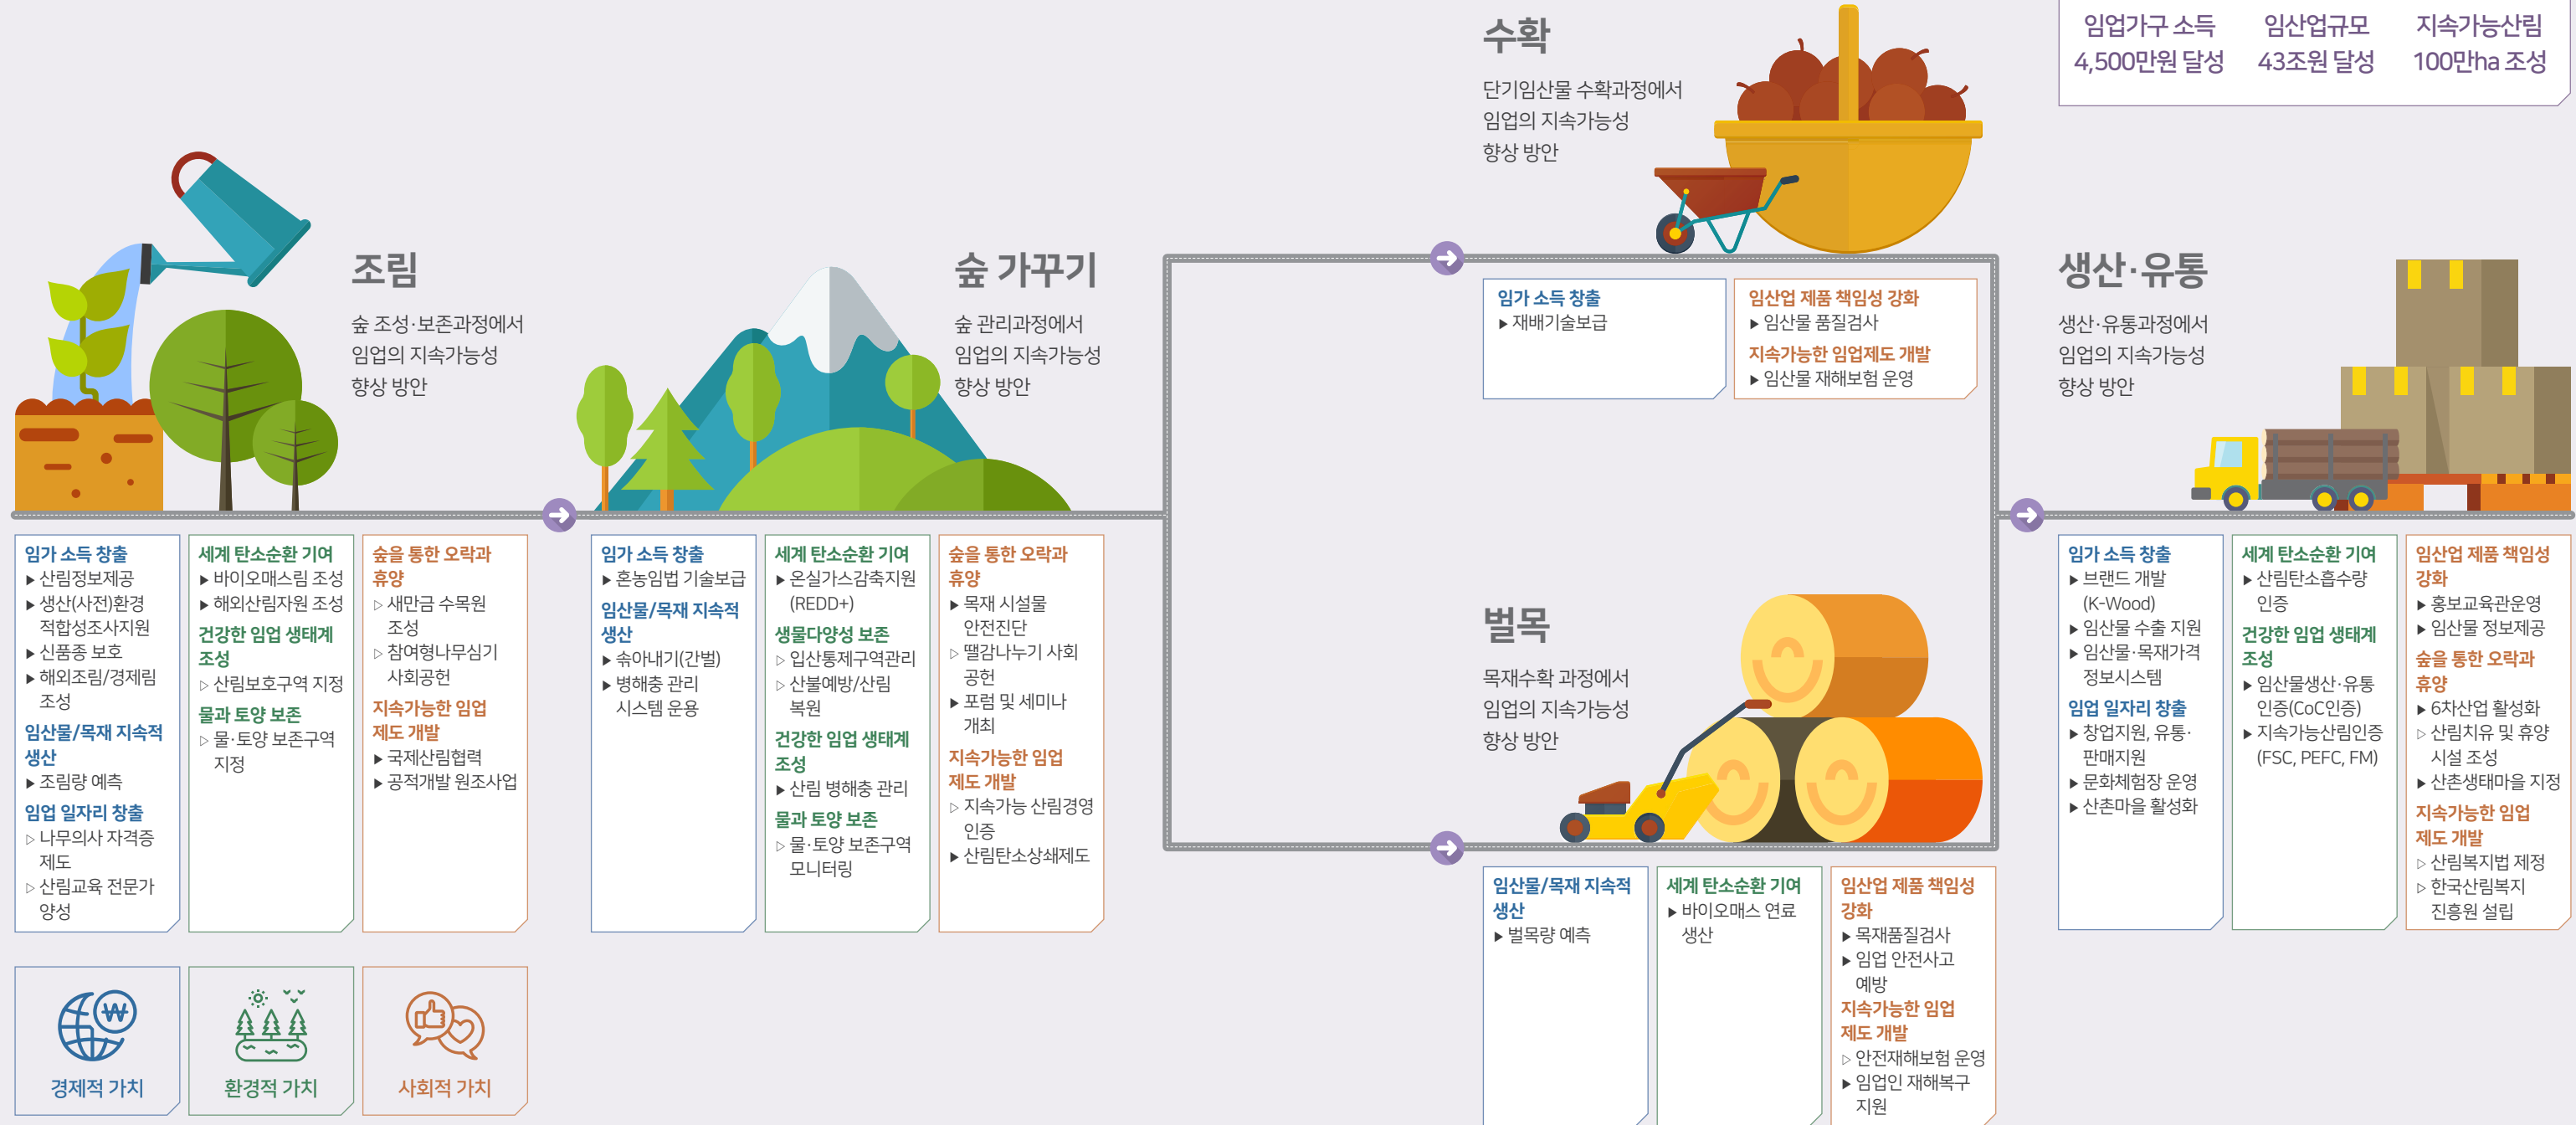 임업가구 소득
4,500만원 달성
임산업규모
43조원 달성
지속가능산림
100만ha 조성
조림
숲 조성·보존과정에서
임업의 지속가능성
향상 방안
임가 소득 창출
▶ 산림정보제공
▶ 생산(사전)환경
적합성조사지원
▶ 신품종 보호
▶ 해외조림/경제림
조성
임산물/목재 지속적
생산
▶ 조림량 예측
임업 일자리 창출
▷ 나무의사 자격증
제도
▷ 산림교육 전문가
양성
세계 탄소순환 기여
▶ 바이오매스림 조성
▶ 해외산림자원 조성
건강한 임업 생태계
조성
▷ 산림보호구역 지정
물과 토양 보존
▷ 물·토양 보존구역
지정
숲을 통한 오락과
휴양
▷ 새만금 수목원
조성
▷ 참여형나무심기
사회공헌
지속가능한 임업
제도 개발
▶ 국제산림협력
▶ 공적개발 원조사업
숲 가꾸기
숲 관리과정에서
임업의 지속가능성
향상 방안
임가 소득 창출
▶ 혼농임법 기술보급
임산물/목재 지속적
생산
▶ 솎아내기(간벌)
▶ 병해충 관리
시스템 운용
세계 탄소순환 기여
▶ 온실가스감축지원
(REDD+)
생물다양성 보존
▷ 입산통제구역관리
▷ 산불예방/산림
복원
건강한 임업 생태계
조성
▶ 산림 병해충 관리
물과 토양 보존
▷ 물·토양 보존구역
모니터링
숲을 통한 오락과
휴양
▶ 목재 시설물
안전진단
▷ 땔감나누기 사회
공헌
▶ 포럼 및 세미나
개최
지속가능한 임업
제도 개발
▷ 지속가능 산림경영
인증
▶ 산림탄소상쇄제도
수확
단기임산물 수확과정에서
임업의 지속가능성
향상 방안
임가 소득 창출
▶ 재배기술보급
임산업 제품 책임성 강화
▶ 임산물 품질검사
지속가능한 임업제도 개발
▶ 임산물 재해보험 운영
벌목
목재수확 과정에서
임업의 지속가능성
향상 방안
임산물/목재 지속적
생산
▶ 벌목량 예측
세계 탄소순환 기여
▶ 바이오매스 연료
생산
임산업 제품 책임성
강화
▶ 목재품질검사
▶ 임업 안전사고
예방
지속가능한 임업
제도 개발
▷ 안전재해보험 운영
▶ 임업인 재해복구
지원
생산·유통
생산·유통과정에서
임업의 지속가능성
향상 방안
임가 소득 창출
▶ 브랜드 개발
(K-Wood)
▶ 임산물 수출 지원
▶ 임산물·목재가격
정보시스템
임업 일자리 창출
▶ 창업지원, 유통·
판매지원
▶ 문화체험장 운영
▶ 산촌마을 활성화
세계 탄소순환 기여
▶ 산림탄소흡수량
인증
건강한 임업 생태계
조성
▶ 임산물생산·유통
인증(CoC인증)
▶ 지속가능산림인증
(FSC, PEFC, FM)
임산업 제품 책임성
강화
▶ 홍보교육관운영
▶ 임산물 정보제공
숲을 통한 오락과
휴양
▶ 6차산업 활성화
▷ 산림치유 및 휴양
시설 조성
▶ 산촌생태마을 지정
지속가능한 임업
제도 개발
▷ 산림복지법 제정
▷ 한국산림복지
진흥원 설립
경제적 가치
환경적 가치
사회적 가치